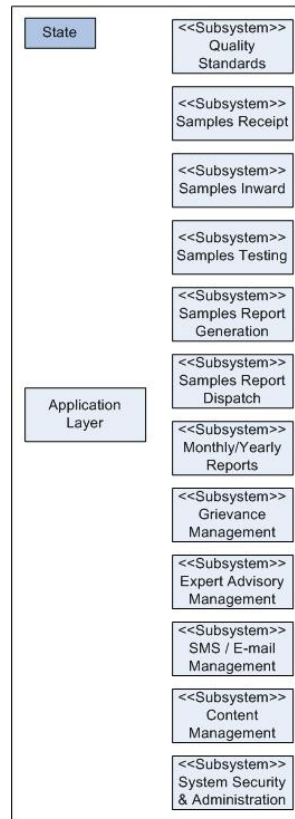 State
<<Subsystem>>
Quality
Standards
<<Subsystem>>
Samples Receipt
<<Subsystem>>
Samples Inward
<<Subsystem>>
Samples Testing
<<Subsystem>>
Samples Report
Generation
<<Subsystem>>
Samples Report
Dispatch
Application
Layer
<<Subsystem>>
Monthly/Yearly
Reports
<<Subsystem>>
Grievance
Management
<<Subsystem>>
Expert Advisory
Management
<<Subsystem>>
SMS / E-mail
Management
<<Subsystem>>
Content
Management
<<Subsystem>>
System Security
& Administration